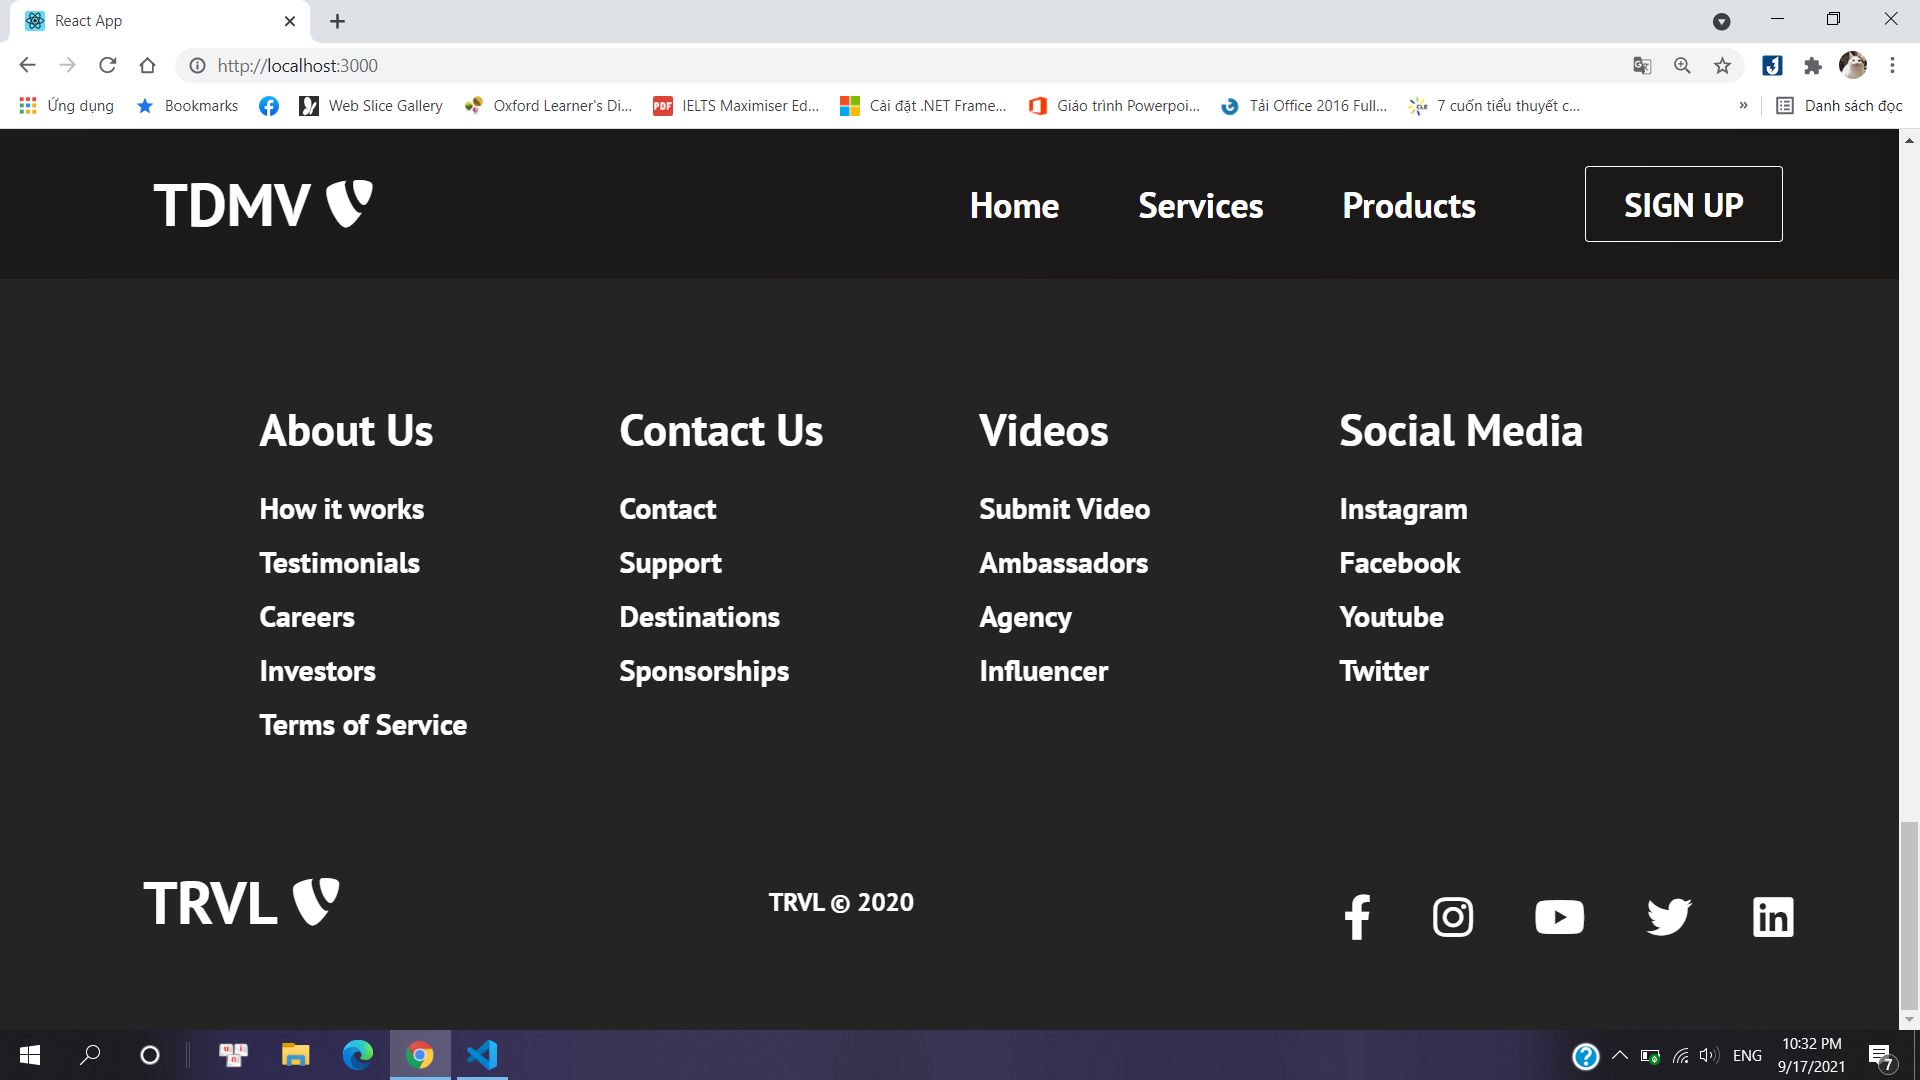 React App
http://localhost:3000
Ứng dụng
Bookmarks
Web Slice Gallery
Oxford Learner's Di...
PDF
IELTS Maximiser Ed...
Cài đặt .NET Frame...
Giáo trình Powerpoi...
Tải Office 2016 Full...
CLE
7 cuốn tiểu thuyết c...
»
Danh sách đọc
TDMV
Home
Services
Products
SIGN UP
About Us
How it works
Testimonials
Careers
Investors
Terms of Service
Contact Us
Contact
Support
Destinations
Sponsorships
Videos
Submit Video
Ambassadors
Agency
Influencer
Social Media
Instagram
Facebook
Youtube
Twitter
TRVL
TRVL © 2020
ENG
10:32 PM
9/17/2021
7